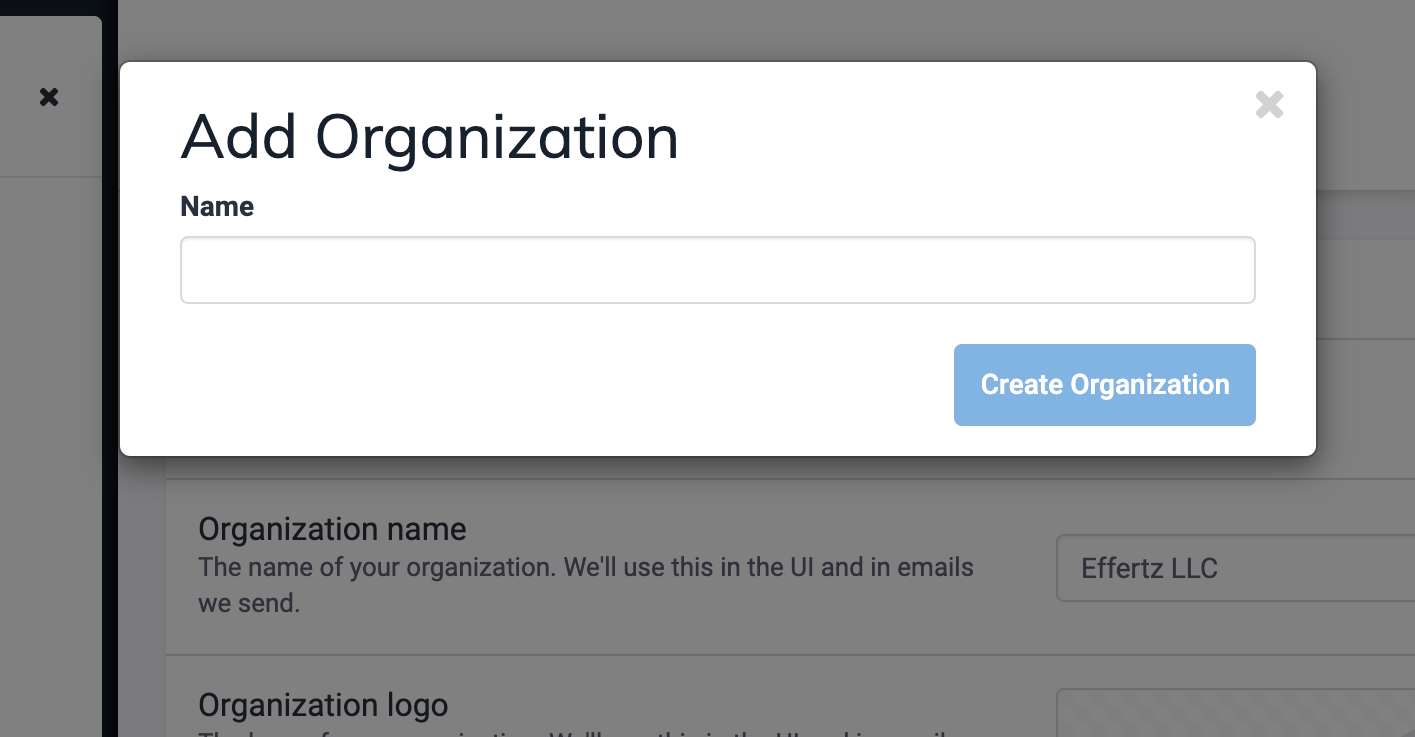 Add Organization
Name
Create Organization
Organization name
The name of your organization. We'll use this in the UI and in emails
we send.
Effertz LLC
Organization logo